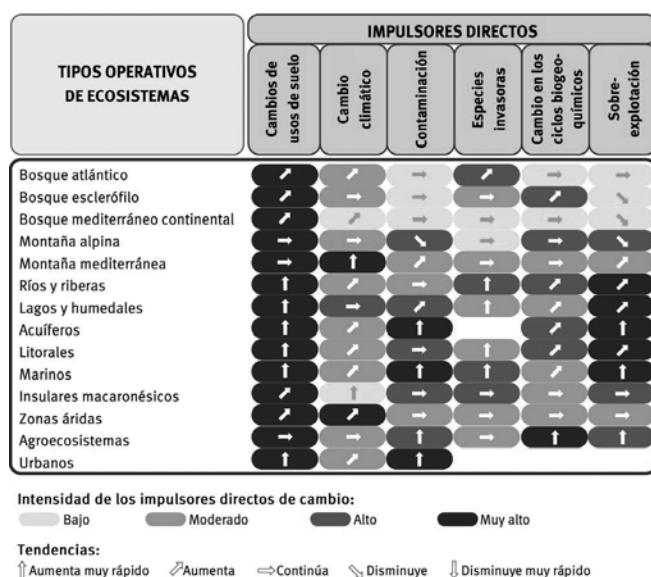 IMPULSORES DIRECTOS
TIPOS OPERATIVOS
DE ECOSISTEMAS
Cambios de
usos de suelo
Cambio
climático
Contaminación
Especies
invasoras
Cambio en los
ciclos biogeo-
químicos
Sobre-
explotación
Bosque atlántico
Bosque esclerófilo
Bosque mediterráneo continental
Montaña alpina
Montaña mediterránea
Ríos y riberas
Lagos y humedales
Acuíferos
Litorales
Marinos
Insulares macaronésicos
Zonas áridas
Agroecosistemas
Urbanos
Intensidad de los impulsores directos de cambio:
Bajo Moderado Alto Muy alto
Tendencias:
Aumenta muy rápido Aumenta Continúa Disminuye Disminuye muy rápido